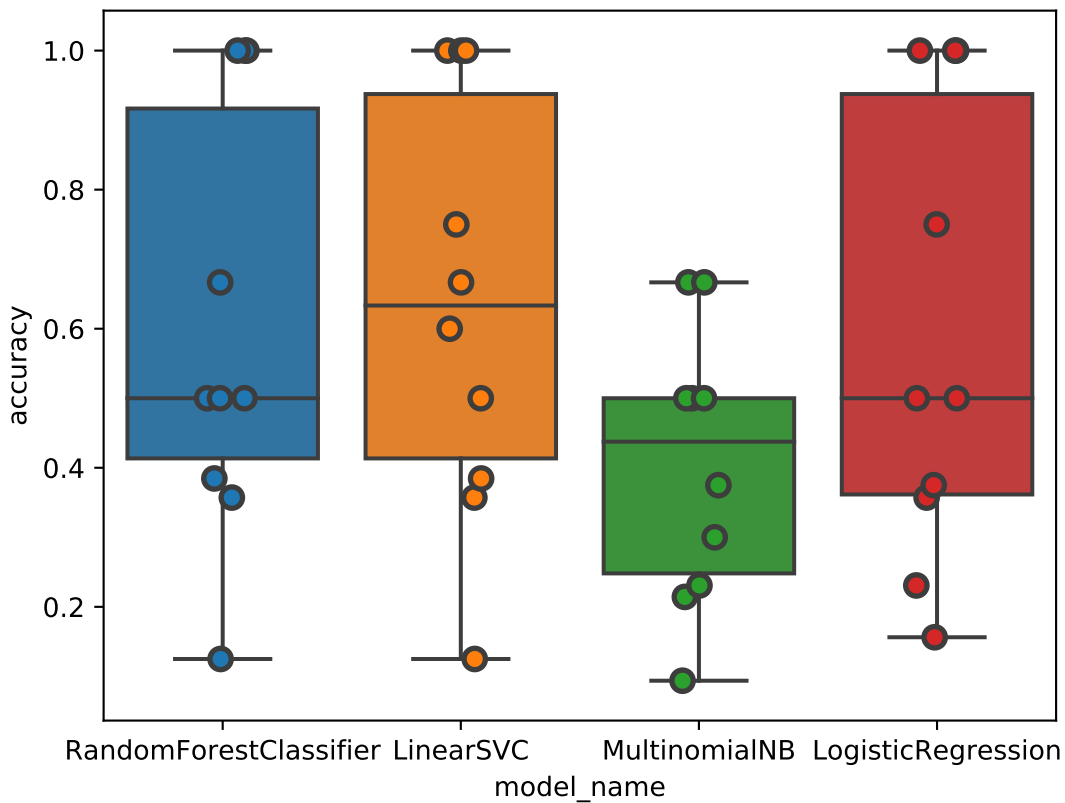 accuracy
1.0
0.8
0.6
0.4
0.2
RandomForestClassifier LinearSVC MultinomialNB LogisticRegression
model_name